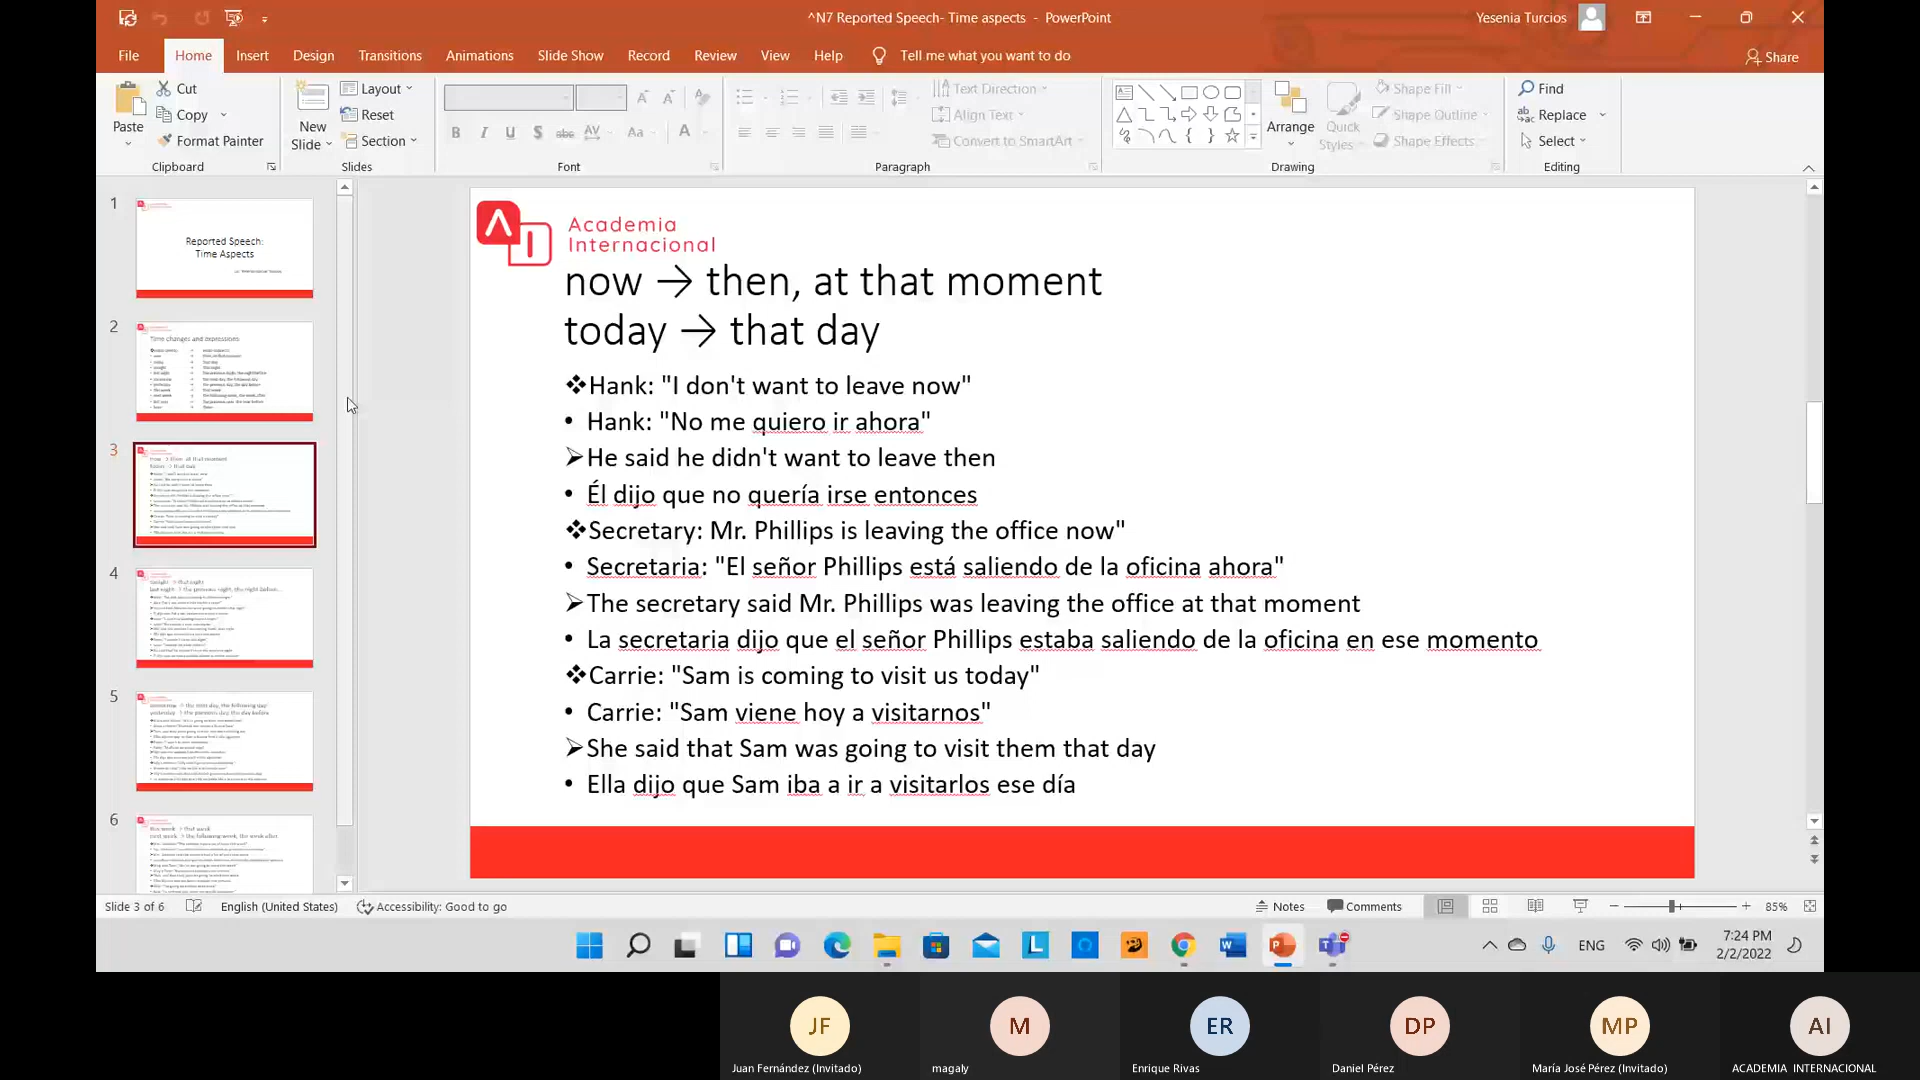 ^N7 Reported Speech- Time aspects - PowerPoint
Yesenia Turcios
File Home Insert Design Transitions Animations Slide Show Record Review View Help Tell me what you want to do
Share
Paste
Cut
Copy
Format Painter
Clipboard
New Slide
Layout
Reset
Section
Slides
Font
Text Direction
Align Text
Convert to SmartArt
Paragraph
Arrange
Quick Styles
Shape Fill
Shape Outline
Shape Effects
Drawing
Find
Replace
Select
Editing
1
Reported Speech:
Time Aspects
2
Time changes and expressions
3
4
5
6
Academia
Internacional
now → then, at that moment
today → that day
❖Hank: "I don't want to leave now"
• Hank: "No me quiero ir ahora"
➢He said he didn't want to leave then
• Él dijo que no quería irse entonces
❖Secretary: Mr. Phillips is leaving the office now"
• Secretaria: "El señor Phillips está saliendo de la oficina ahora"
➢The secretary said Mr. Phillips was leaving the office at that moment
• La secretaria dijo que el señor Phillips estaba saliendo de la oficina en ese momento
❖Carrie: "Sam is coming to visit us today"
• Carrie: "Sam viene hoy a visitarnos"
➢She said that Sam was going to visit them that day
• Ella dijo que Sam iba a ir a visitarlos ese día
Slide 3 of 6
English (United States)
Accessibility: Good to go
Notes
Comments
85%
ENG
7:24 PM
2/2/2022
JF
M
ER
DP
MP
AI
Juan Fernández (Invitado)
magaly
Enrique Rivas
Daniel Pérez
María José Pérez (Invitado)
ACADEMIA INTERNACIONAL